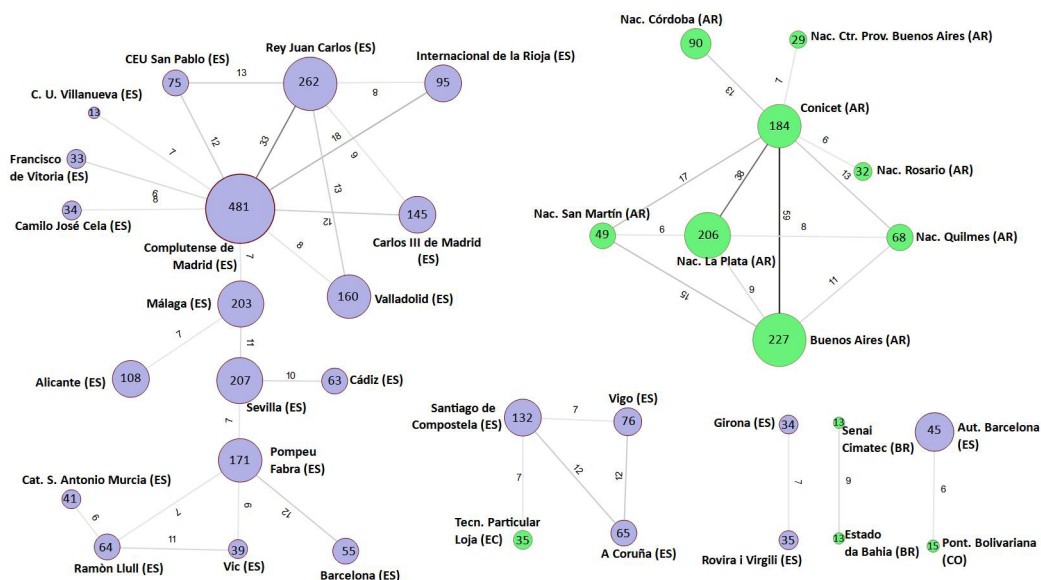 Rey Juan Carlos (ES)
CEU San Pablo (ES)
Internacional de la Rioja (ES)
75
13
262
8
95
C. U. Villanueva (ES)
13
12
33
18
9
7
Francisco
de Vitoria (ES)
33
13
34
481
12
145
Camilo José Cela (ES)
Complutense de
Madrid (ES)
Carlos III de Madrid
(ES)
7
8
Málaga (ES)
203
160
Valladolid (ES)
7
11
Alicante (ES)
108
207
10
63
Cádiz (ES)
Sevilla (ES)
7
171
Pompeu
Fabra (ES)
Cat. S. Antonio Murcia (ES)
41
7
12
64
11
39
55
Ramòn Llull (ES)
Vic (ES)
Barcelona (ES)
Nac. Córdoba (AR)
90
29
Nac. Ctr. Prov. Buenos Aires (AR)
13
7
Conicet (AR)
184
6
17
38
13
32
Nac. Rosario (AR)
Nac. San Martín (AR)
49
6
206
59
8
68
Nac. Quilmes (AR)
Nac. La Plata (AR)
15
11
227
Buenos Aires (AR)
Santiago de
Compostela (ES)
132
7
Vigo (ES)
76
7
12
12
Tecn. Particular
Loja (EC)
35
65
A Coruña (ES)
Girona (ES)
34
7
Rovira i Virgili (ES)
35
13
Senai
Cimatec (BR)
13
Estado
da Bahia (BR)
45
Aut. Barcelona
(ES)
6
15
Pont. Bolivariana
(CO)